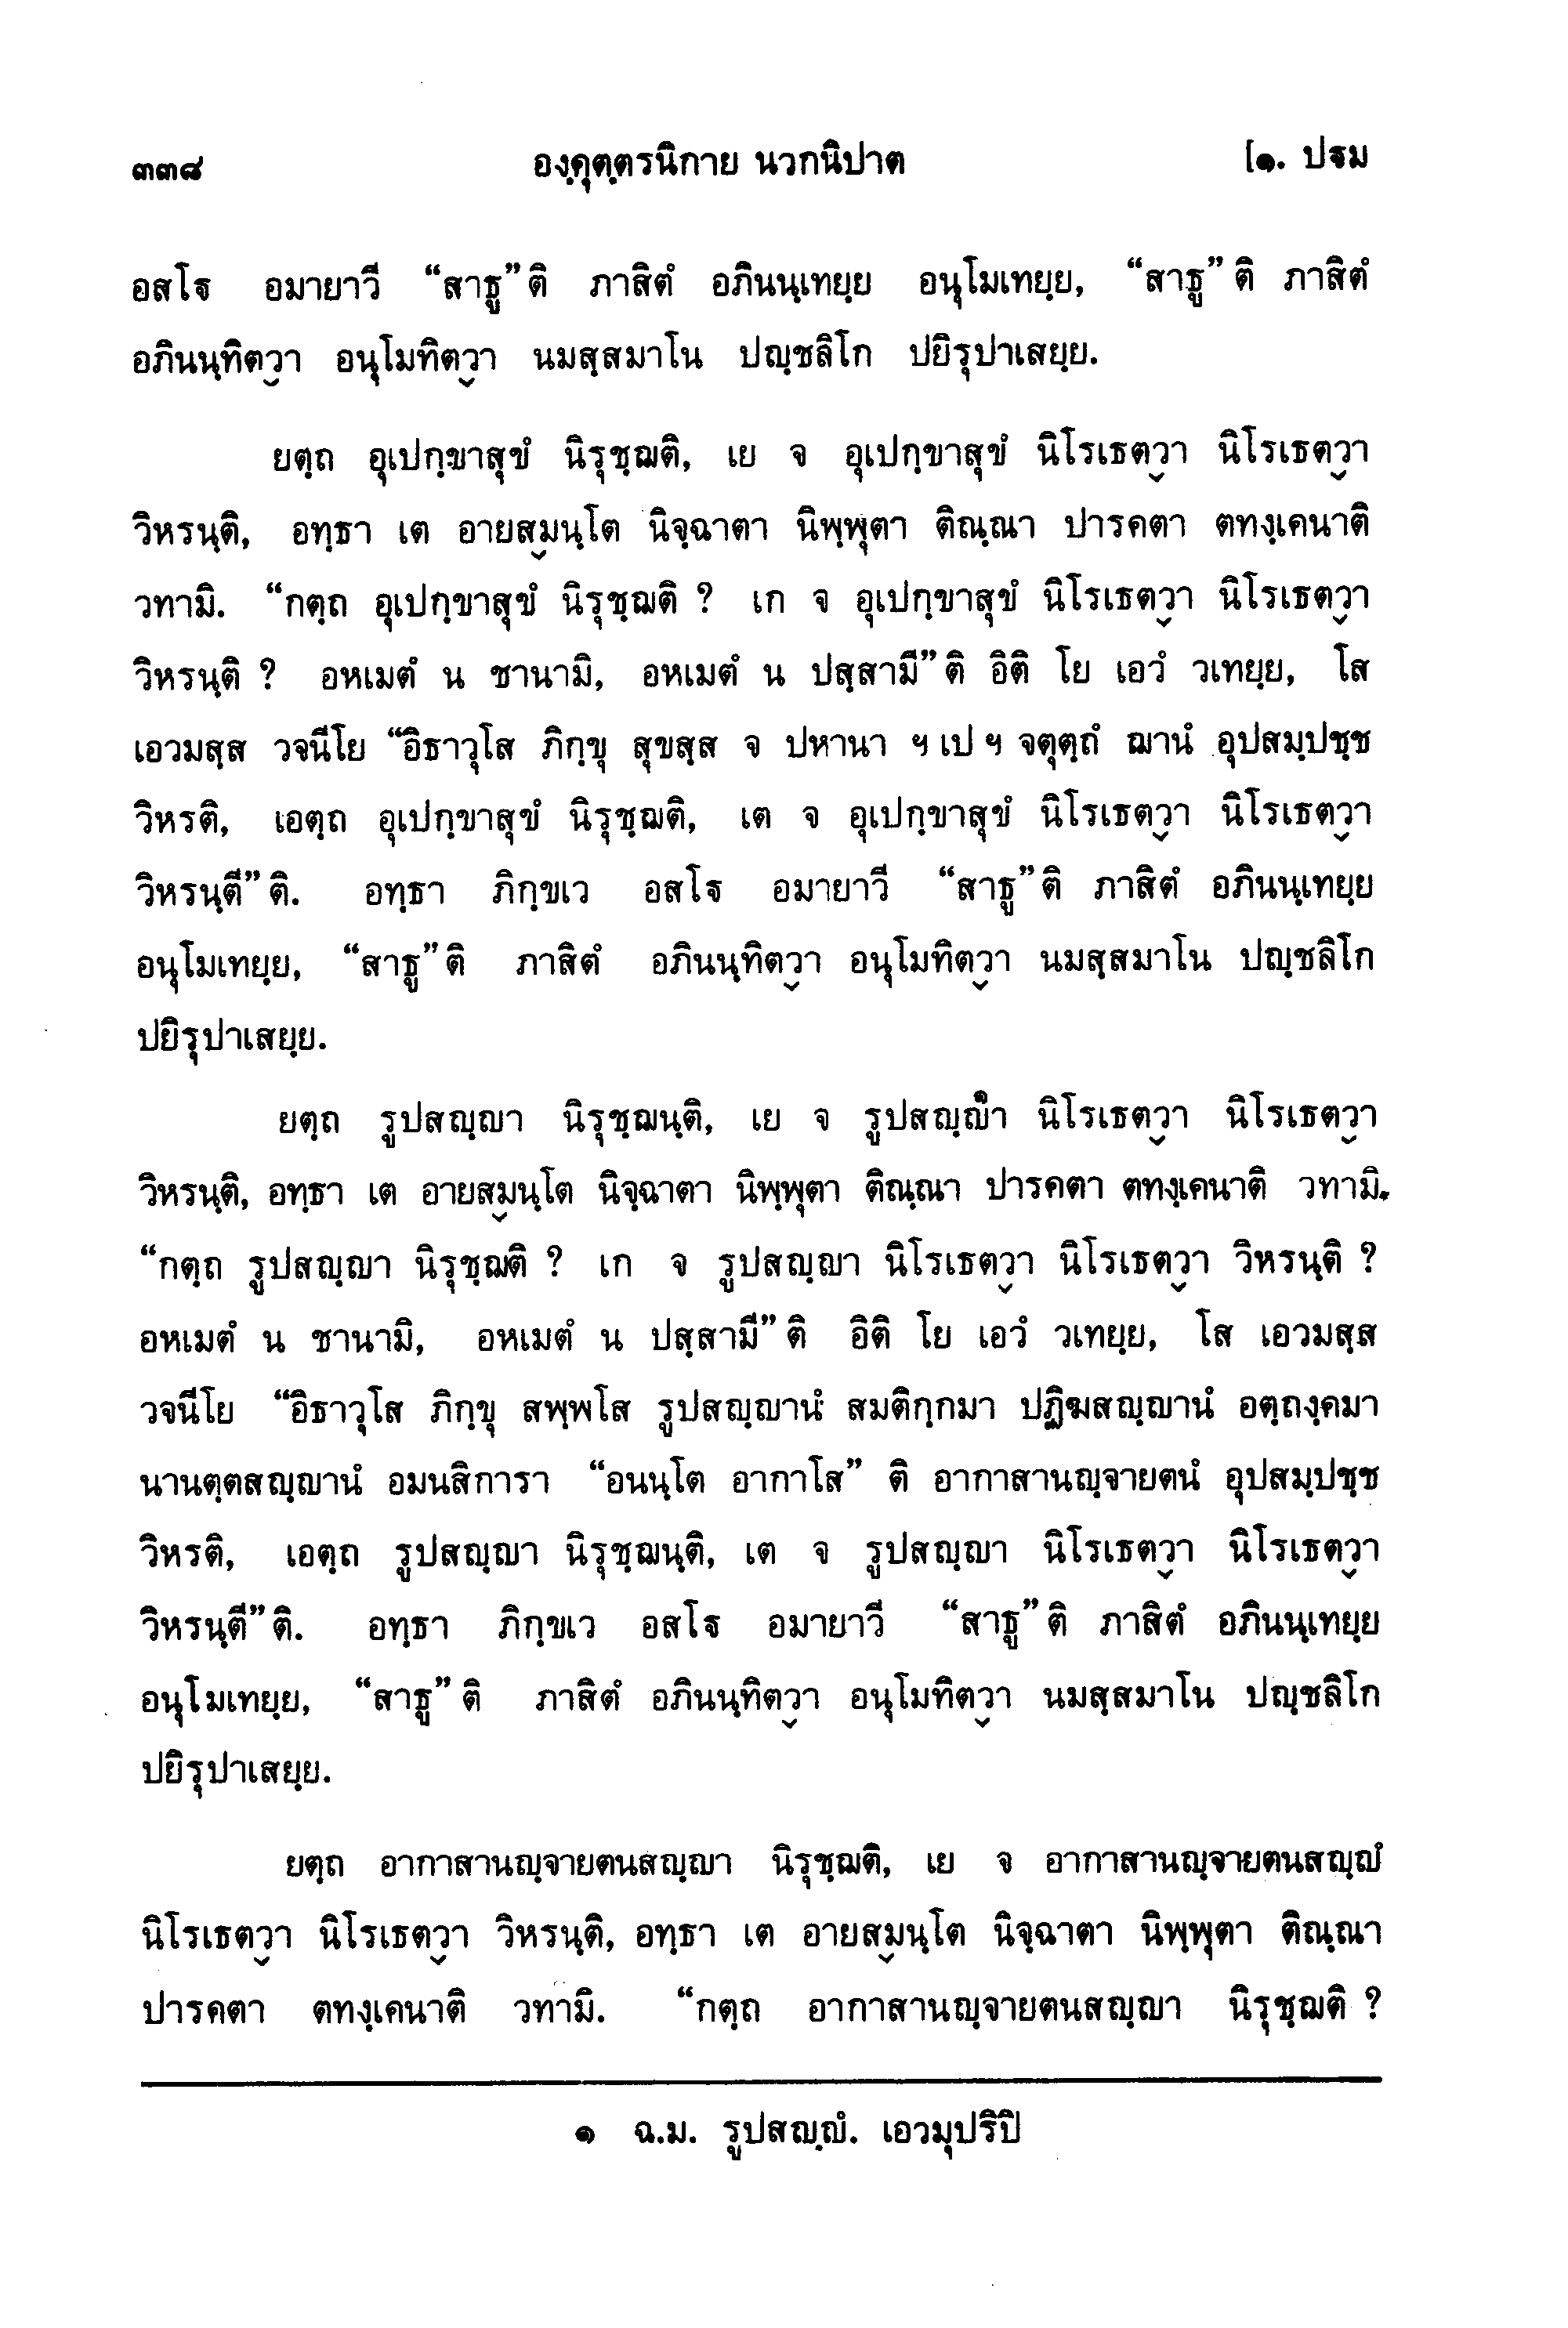 ๓๓๘ องฺคุตฺตรนิกาย นวกนิปาต [๑. ปฐม
อสโฐ อมายาวี “สาธู”ติ ภาสิตํ อภินนฺเทยฺย อนุโมเทยฺย, “สาธู”ติ ภาสิตํ
อภินนฺทิตฺวา อนุโมทิตฺวา นมสฺสมาโน ปญฺชลิโก ปยิรุปาเสยฺย.
ยตฺถ อุเปกฺขาสุขํ นิรุชฺฌติ, เย จ อุเปกฺขาสุขํ นิโรเธตฺวา นิโรเธตฺวา
วิหรนฺติ, อทฺธา เต อายสฺมนฺโต นิจฺฉาตา นิพฺพุตา ติณฺณา ปารคตา ตทงฺเคนาติ
วทามิ. “กตฺถ อุเปกฺขาสุขํ นิรุชฺฌติ ? เก จ อุเปกฺขาสุขํ นิโรเธตฺวา นิโรเธตฺวา
วิหรนฺติ ? อหเมตํ น ชานามิ, อหเมตํ น ปสฺสามี”ติ อิติ โย เอวํ วเทยฺย, โส
เอวมสฺส วจนีโย “อิธาวุโส ภิกฺขุ สุขสฺส จ ปหานา ฯ เป ฯ จตุตฺถํ ฌานํ อุปสมฺปชฺช
วิหรติ, เอตฺถ อุเปกฺขาสุขํ นิรุชฺฌติ, เต จ อุเปกฺขาสุขํ นิโรเธตฺวา นิโรเธตฺวา
วิหรนฺตี”ติ. อทฺธา ภิกฺขเว อสโฐ อมายาวี “สาธู”ติ ภาสิตํ อภินนฺเทยฺย
อนุโมเทยฺย, “สาธู”ติ ภาสิตํ อภินนฺทิตฺวา อนุโมทิตฺวา นมสฺสมาโน ปญฺชลิโก
ปยิรุปาเสยฺย.
ยตฺถ รูปสญฺญา นิรุชฺฌนฺติ, เย จ รูปสญฺญา๑ นิโรเธตฺวา นิโรเธตฺวา
วิหรนฺติ, อทฺธา เต อายสฺมนฺโต นิจฺฉาตา นิพฺพุตา ติณฺณา ปารคตา ตทงฺเคนาติ วทามิ.
“กตฺถ รูปสญฺญา นิรุชฺฌติ ? เก จ รูปสญฺญา นิโรเธตฺวา นิโรเธตฺวา วิหรนฺติ ?
อหเมตํ น ชานามิ, อหเมตํ น ปสฺสามี”ติ อิติ โย เอวํ วเทยฺย, โส เอวมสฺส
วจนีโย “อิธาวุโส ภิกฺขุ สพฺพโส รูปสญฺญานํ สมติกฺกมา ปฏิฆสญฺญานํ อตฺถงฺคมา
นานตฺตสญฺญานํ อมนสิการา “อนนฺโต อากาโส” ติ อากาสานญฺจายตนํ อุปสมฺปชฺช
วิหรติ, เอตฺถ รูปสญฺญา นิรุชฺฌนฺติ, เต จ รูปสญฺญา นิโรเธตฺวา นิโรเธตฺวา
วิหรนฺตี”ติ. อทฺธา ภิกฺขเว อสโฐ อมายาวี “สาธู”ติ ภาสิตํ อภินนฺเทยฺย
อนุโมเทยฺย, “สาธู”ติ ภาสิตํ อภินนฺทิตฺวา อนุโมทิตฺวา นมสฺสมาโน ปญฺชลิโก
ปยิรุปาเสยฺย.
ยตฺถ อากาสานญฺจายตนสญฺญา นิรุชฺฌติ, เย จ อากาสานญฺจายตนสญฺญํ
นิโรเธตฺวา นิโรเธตฺวา วิหรนฺติ, อทฺธา เต อายสฺมนฺโต นิจฺฉาตา นิพฺพุตา ติณฺณา
ปารคตา ตทงฺเคนาติ วทามิ. “กตฺถ อากาสานญฺจายตนสญฺญา นิรุชฺฌติ ?
๑ ฉ.ม. รูปสญฺญํ. เอวมุปริปิ